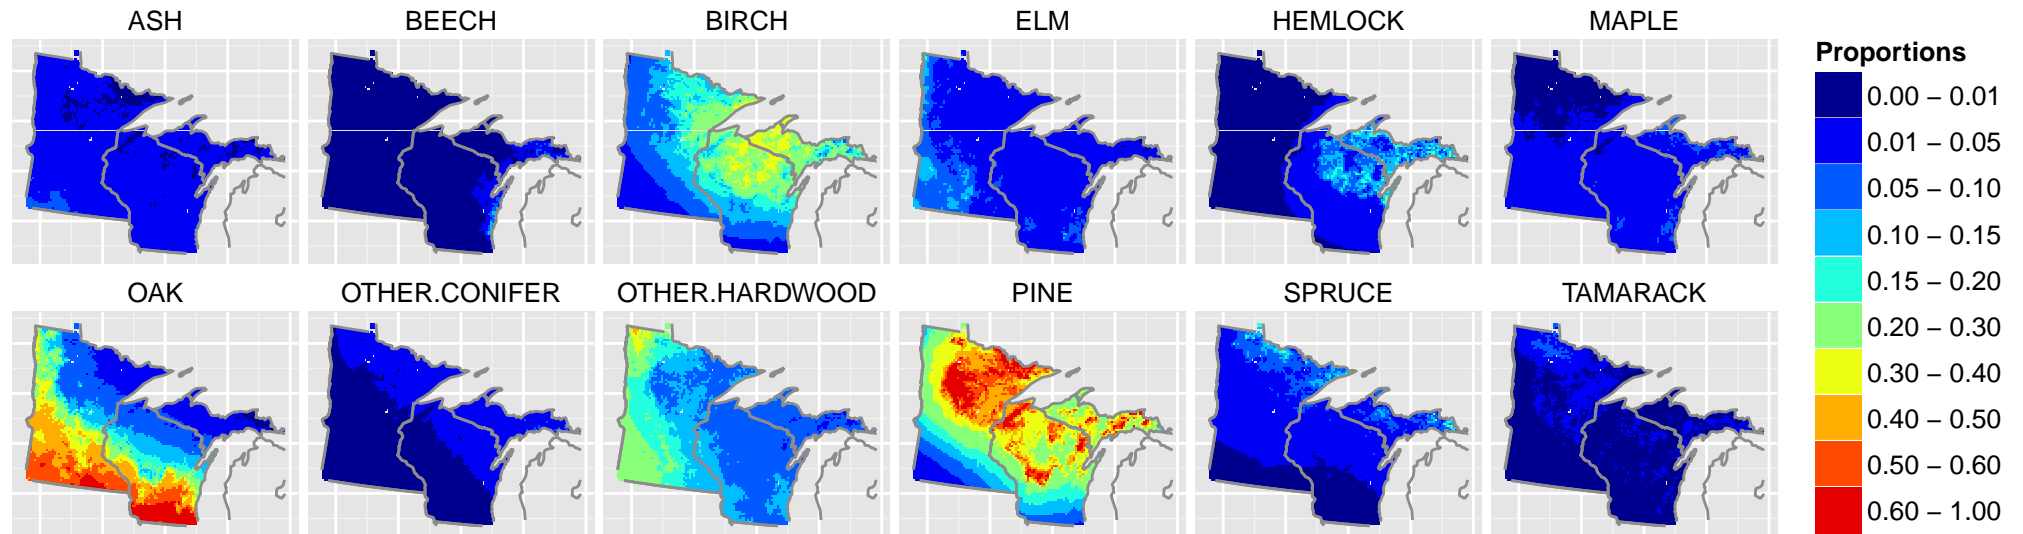 ASH
BEECH
BIRCH
ELM
HEMLOCK
MAPLE
OAK
OTHER.CONIFER
OTHER.HARDWOOD
PINE
SPRUCE
TAMARACK
Proportions
0.00 – 0.01
0.01 – 0.05
0.05 – 0.10
0.10 – 0.15
0.15 – 0.20
0.20 – 0.30
0.30 – 0.40
0.40 – 0.50
0.50 – 0.60
0.60 – 1.00